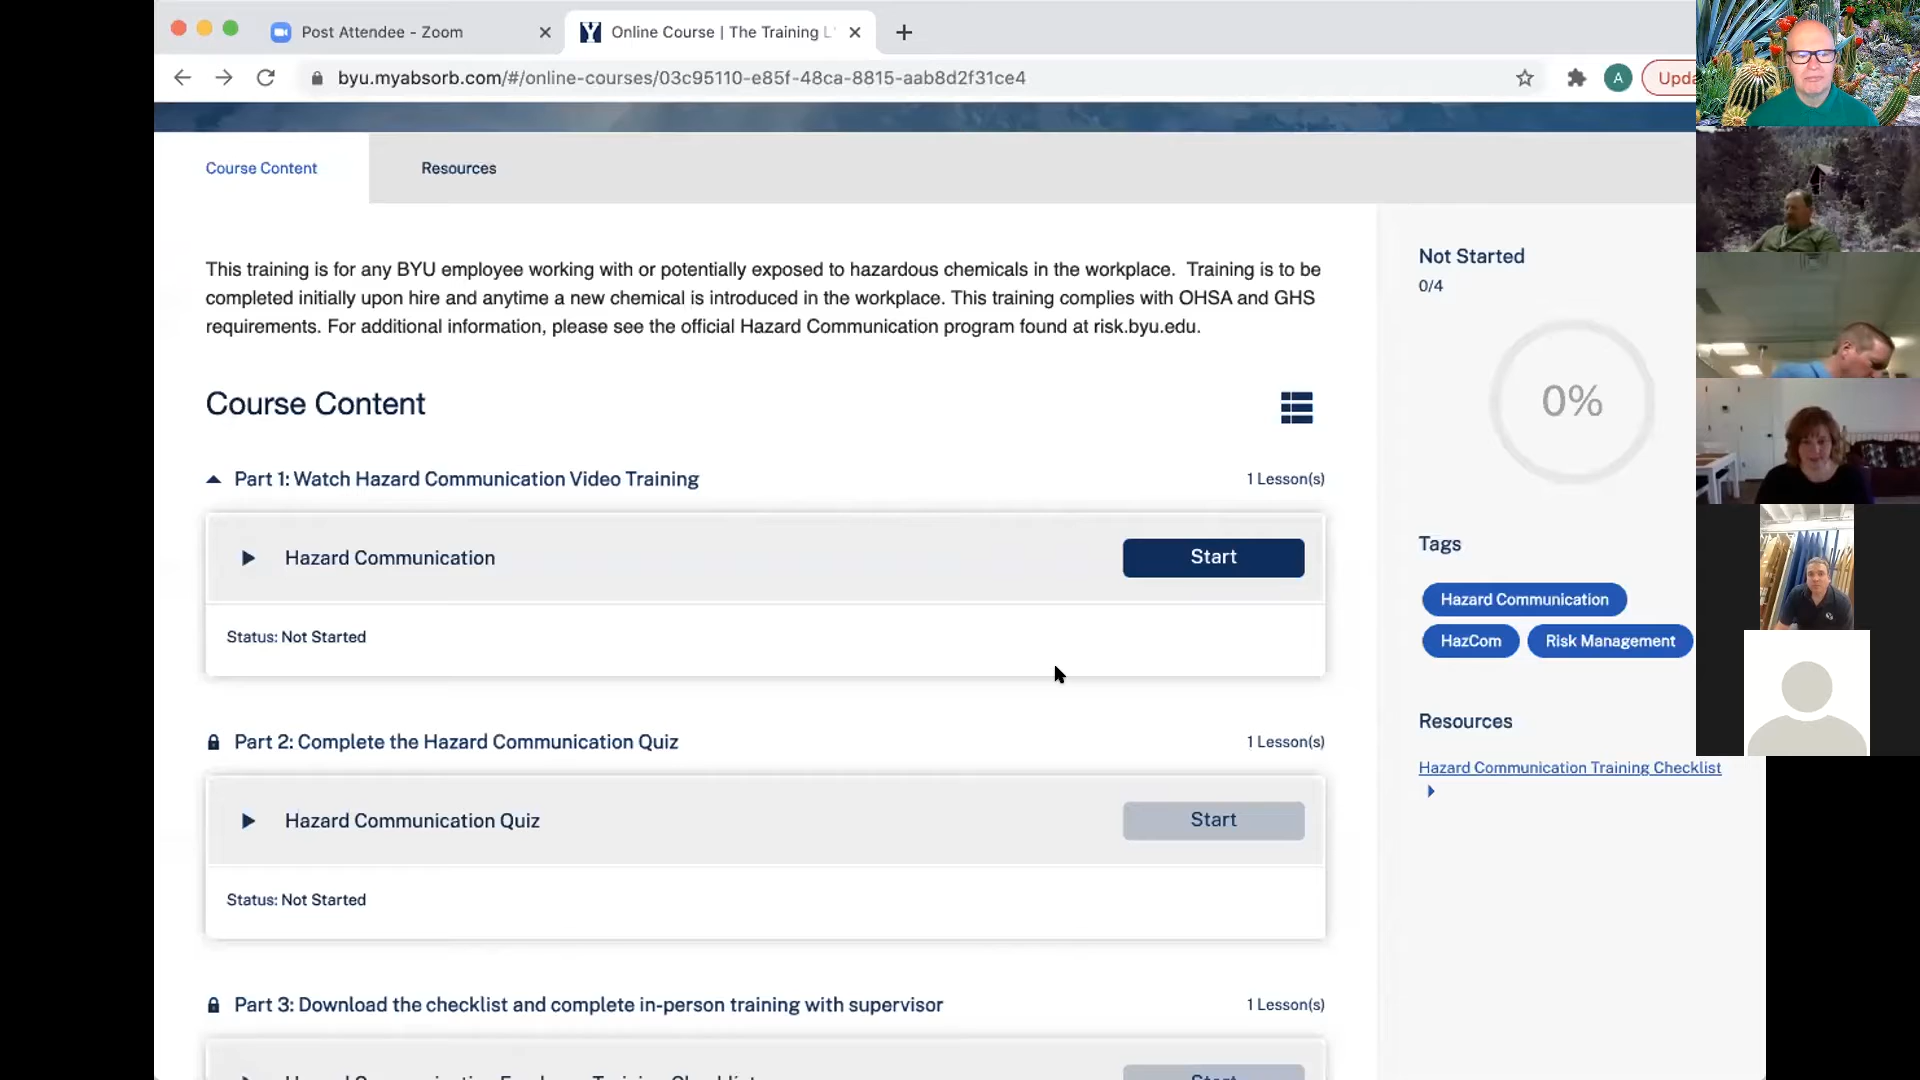 Post Attendee - Zoom
Online Course | The Training L
byu.myabsorb.com/#/online-courses/03c95110-e85f-48ca-8815-aab8d2f31ce4
A
Upda
Course Content
Resources
This training is for any BYU employee working with or potentially exposed to hazardous chemicals in the workplace. Training is to be
completed initially upon hire and anytime a new chemical is introduced in the workplace. This training complies with OHSA and GHS
requirements. For additional information, please see the official Hazard Communication program found at risk.byu.edu.
Course Content
Part 1: Watch Hazard Communication Video Training
1 Lesson(s)
Hazard Communication
Start
Status: Not Started
Part 2: Complete the Hazard Communication Quiz
1 Lesson(s)
Hazard Communication Quiz
Start
Status: Not Started
Part 3: Download the checklist and complete in-person training with supervisor
1 Lesson(s)
Not Started
0/4
0%
Tags
Hazard Communication
HazCom
Risk Management
Resources
Hazard Communication Training Checklist